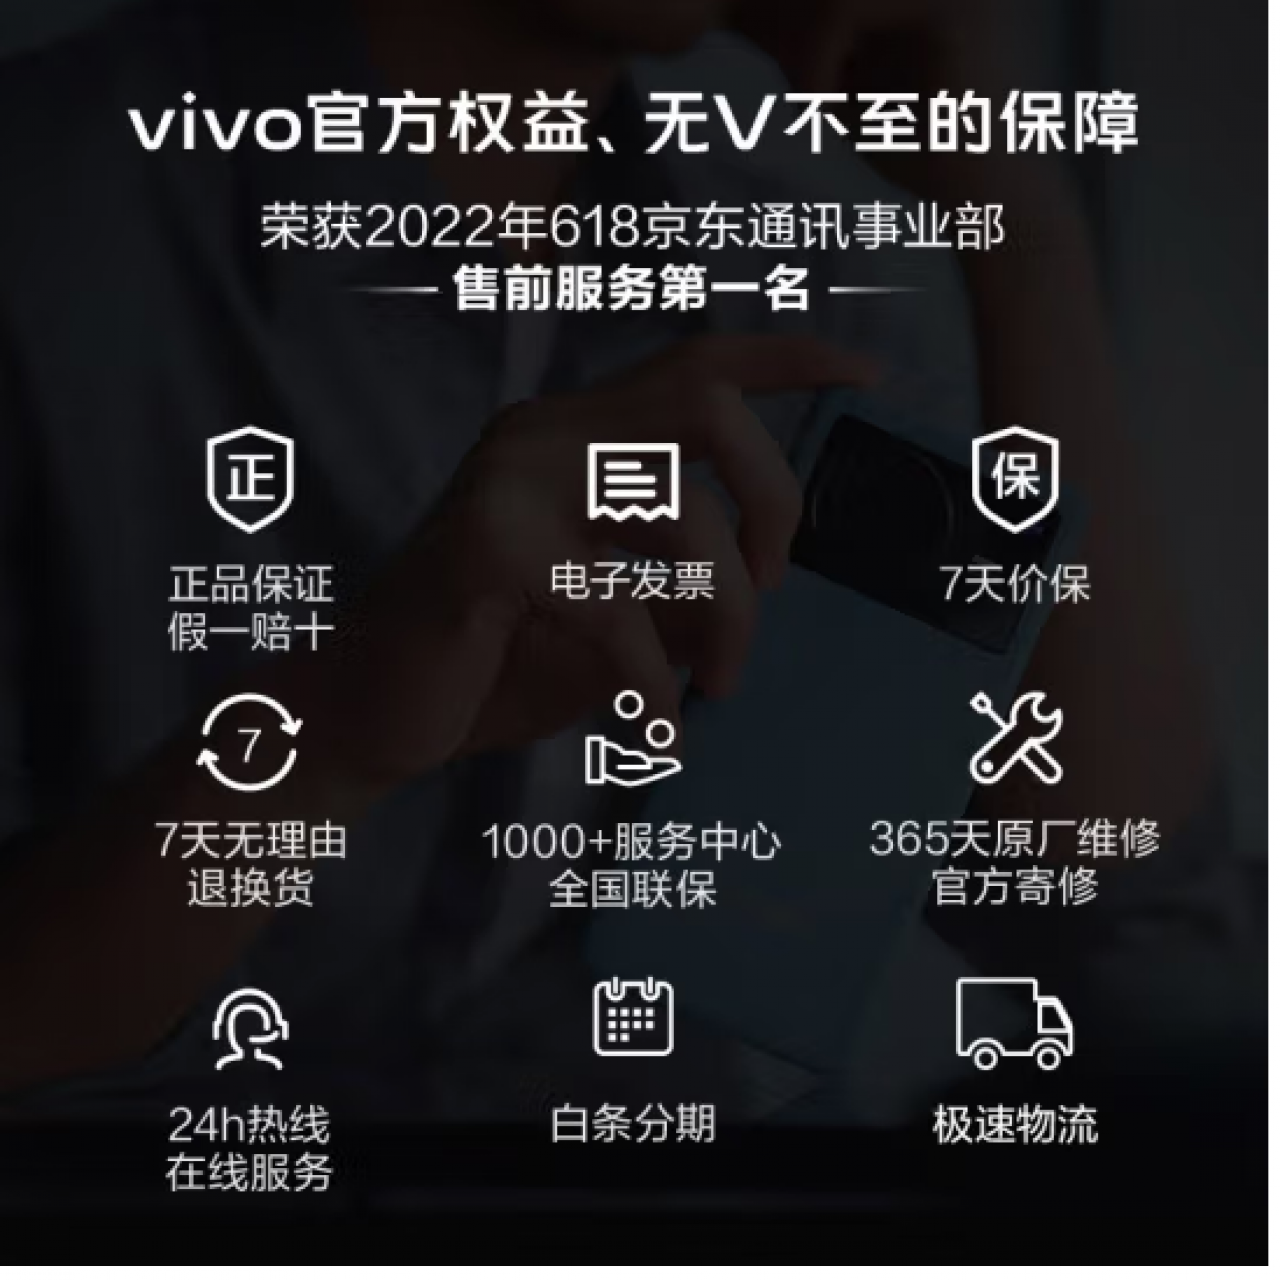 vivo官方权益、无V不至的保障
荣获2022年618京东通讯事业部
售前服务第一名
正
保
正品保证
假一赔十
电子发票
7天价保
7
7天无理由
退换货
1000+服务中心
全国联保
365天原厂维修
官方寄修
24h热线
在线服务
白条分期
极速物流